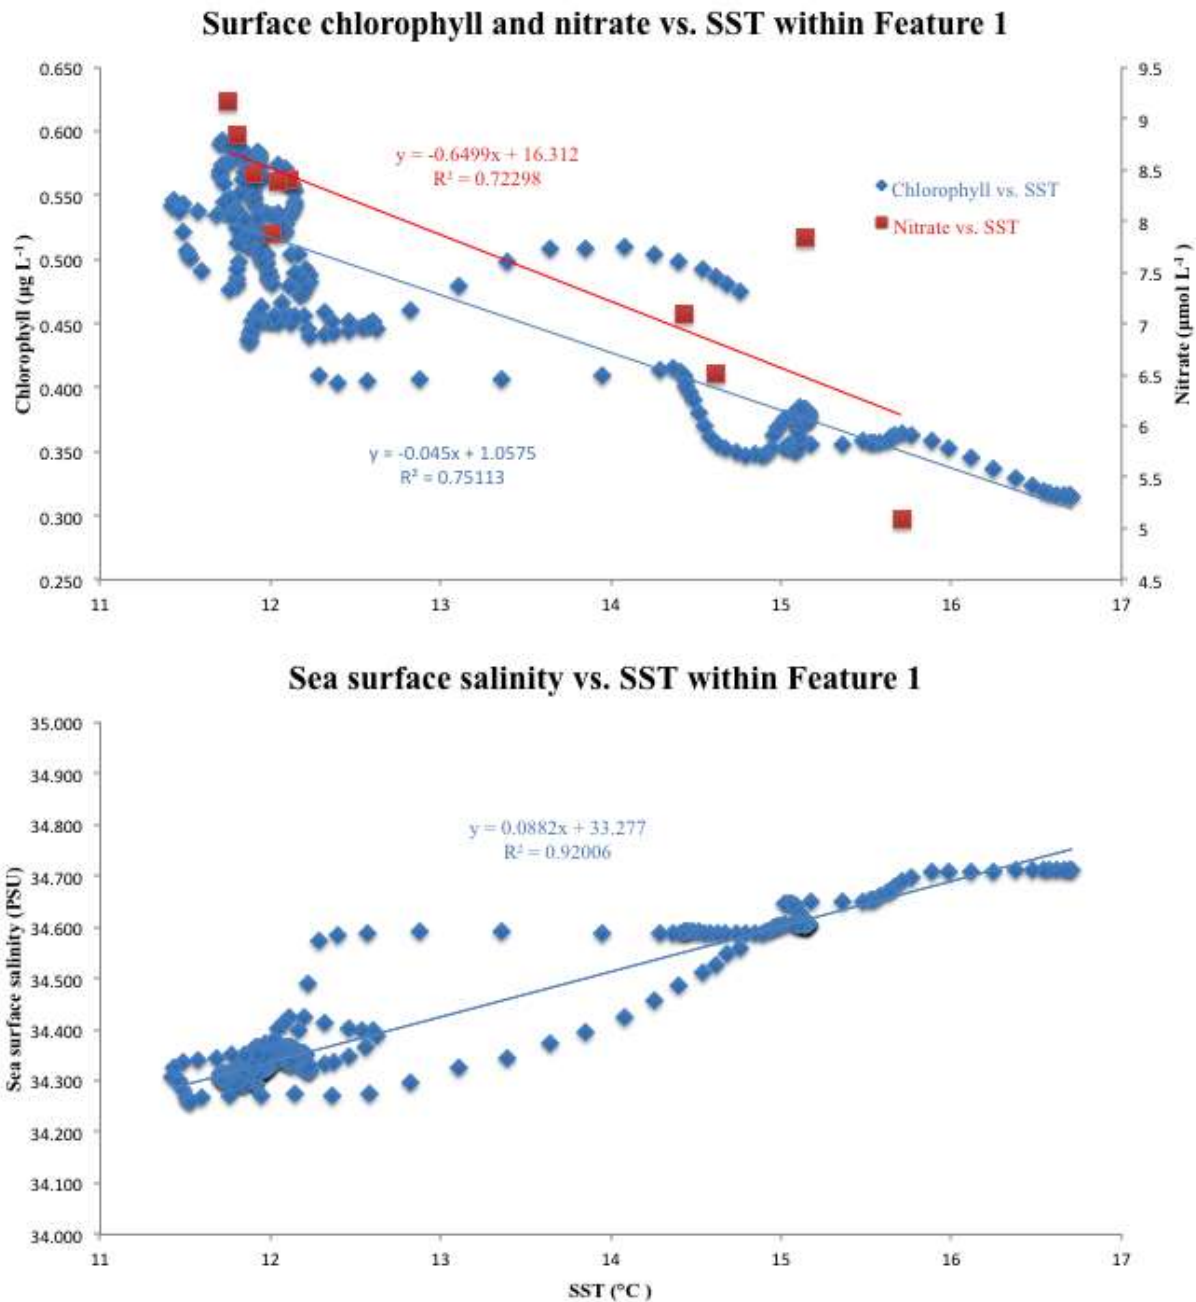 Surface chlorophyll and nitrate vs. SST within Feature 1
0.650
0.600
0.550
0.500
0.450
0.400
0.350
0.300
0.250
Chlorophyll (µg L⁻¹ )
9.5
9
8.5
8
7.5
7
6.5
6
5.5
5
4.5
Nitrate (µmol L⁻¹ )
y = -0.6499x + 16.312
R² = 0.72298
Chlorophyll vs. SST
Nitrate vs. SST
y = -0.045x + 1.0575
R² = 0.75113
11 12 13 14 15 16 17
Sea surface salinity vs. SST within Feature 1
35.000
34.900
34.800
34.700
34.600
34.500
34.400
34.300
34.200
34.100
34.000
Sea surface salinity (PSU)
y = 0.0882x + 33.277
R² = 0.92006
11 12 13 14 15 16 17
SST (°C )